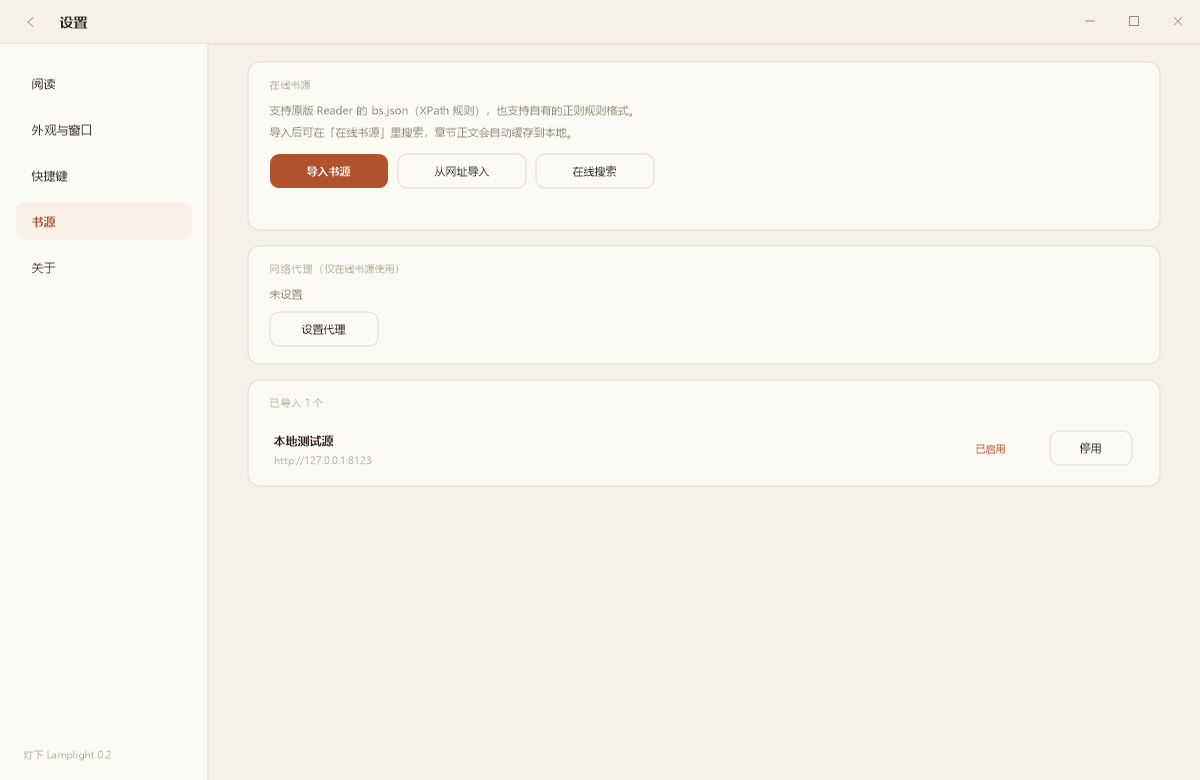 设置
阅读
外观与窗口
快捷键
书源
关于
灯下 Lamplight 0.2
在线书源
支持原版 Reader 的 bs.json（XPath 规则），也支持自有的正则规则格式。
导入后可在「在线书源」里搜索，章节正文会自动缓存到本地。
导入书源 从网址导入 在线搜索
网络代理（仅在线书源使用）
未设置
设置代理
已导入 1 个
本地测试源
http://127.0.0.1:8123
已启用 停用